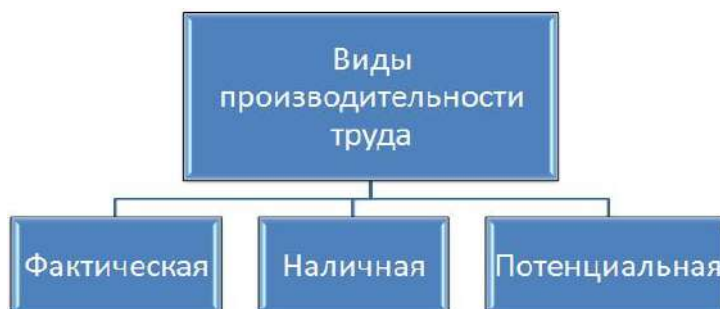 Виды
производительности
труда
Фактическая
Наличная
Потенциальная